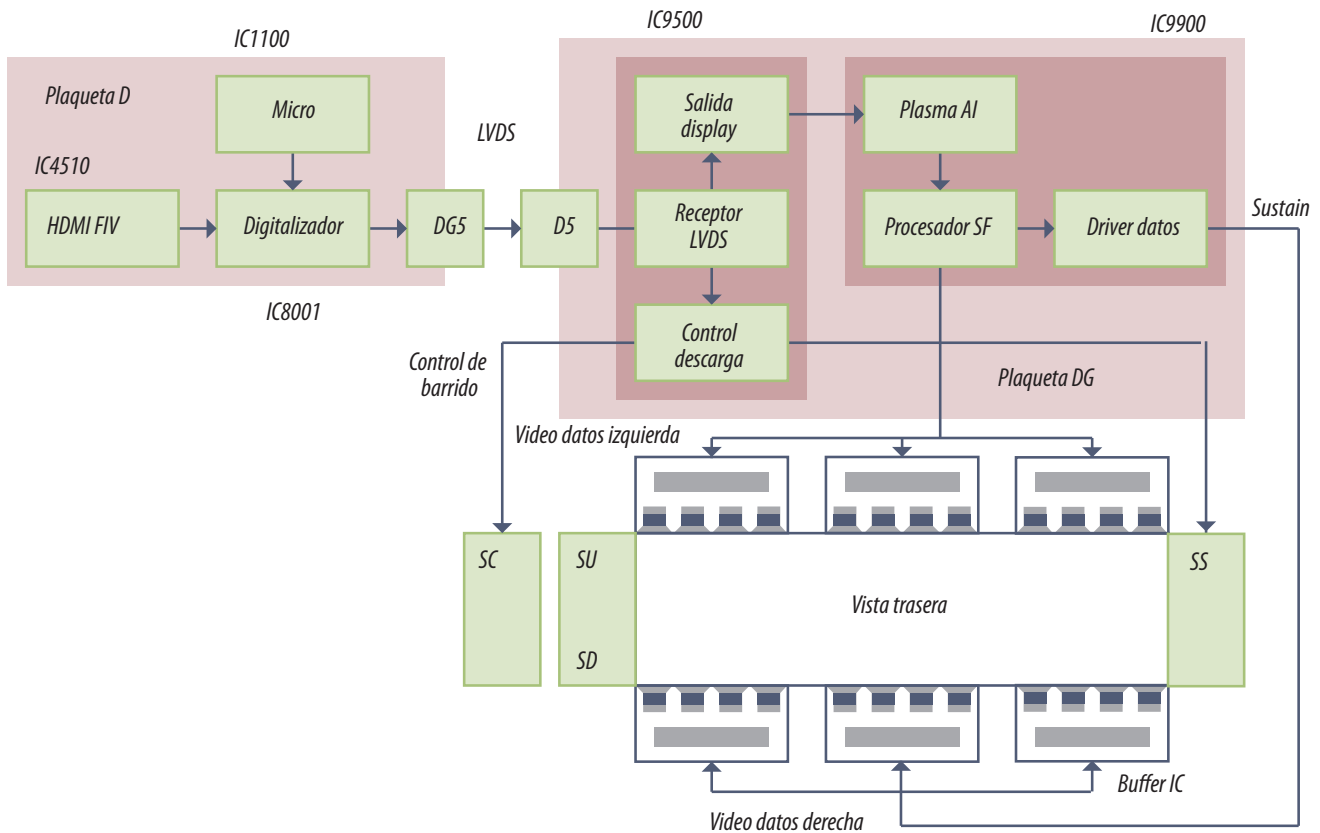 IC9500
IC9900
IC1100
Plaqueta D
Micro
Salida
display
Plasma AI
LVDS
IC4510
HDMI FIV
Digitalizador
DG5
D5
Receptor
LVDS
Procesador SF
Driver datos
Sustain
IC8001
Control
descarga
Control de
barrido
Plaqueta DG
Video datos izquierda
SC
SU
SS
Vista trasera
SD
Buffer IC
Video datos derecha